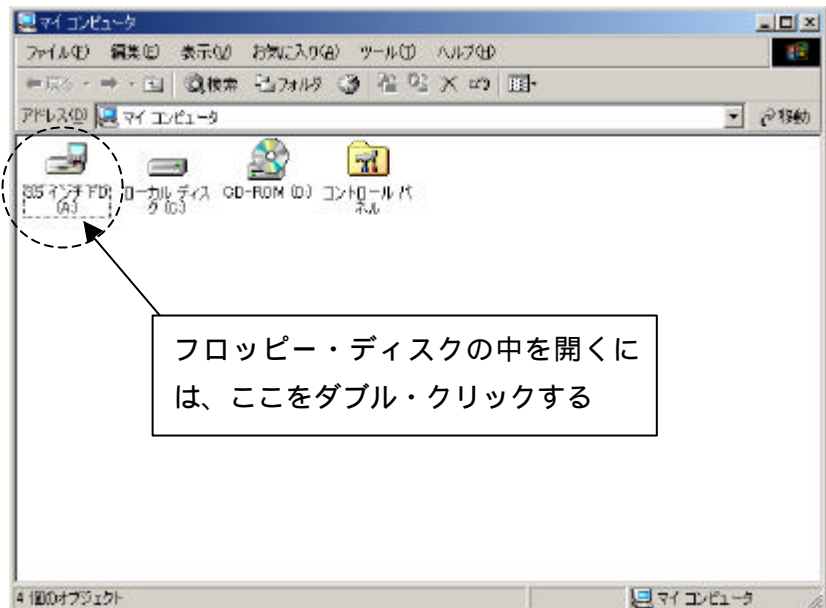 マイ コンピュータ
ファイル(F) 編集(E) 表示(V) お気に入り(A) ツール(T) ヘルプ(H)
戻る 検索 フォルダ
アドレス(D) マイ コンピュータ 移動
3.5 インチ FD ローカル ディス CD-ROM (D:) コントロール パ
(A:) ク (C:) ネル
フロッピー・ディスクの中を開くに
は、ここをダブル・クリックする
4 個のオブジェクト マイ コンピュータ